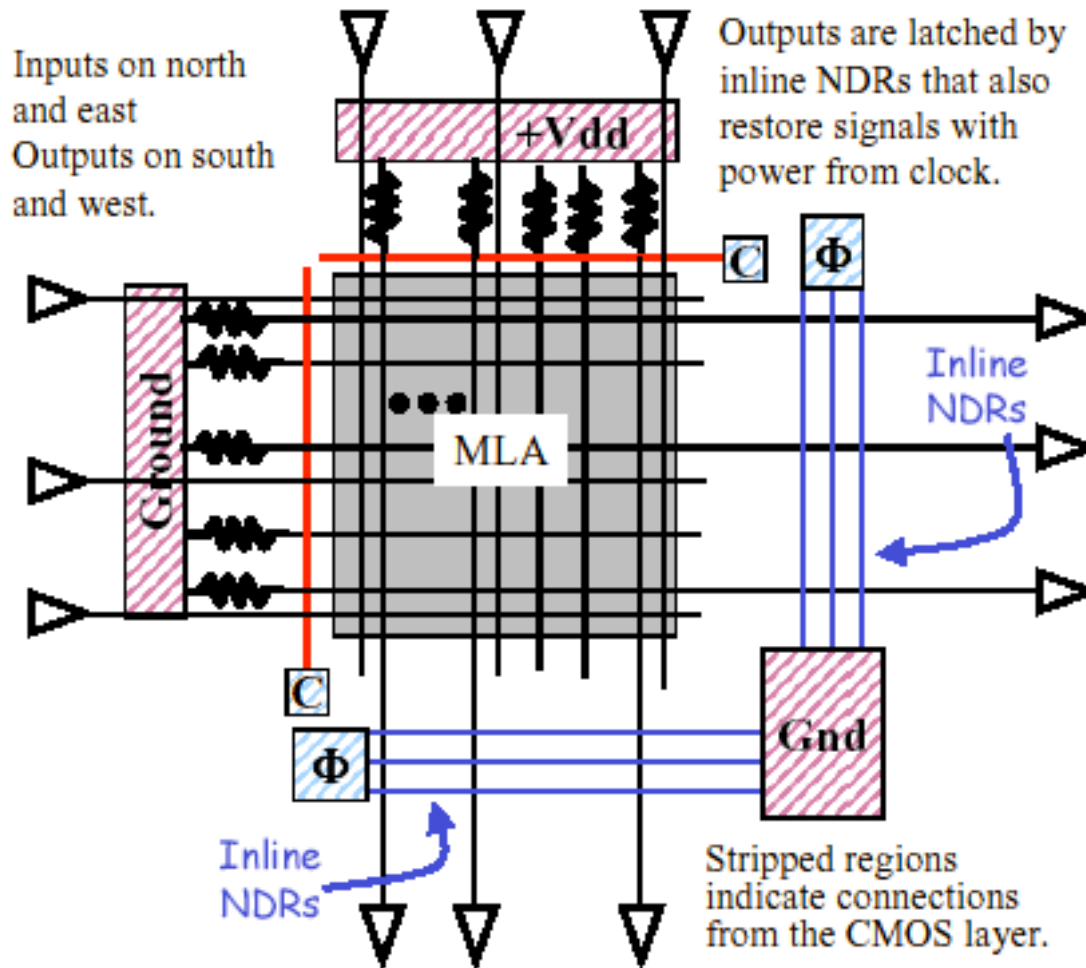 Inputs on north
and east
Outputs on south
and west.
Outputs are latched by
inline NDRs that also
restore signals with
power from clock.
+Vdd
C
Φ
Inline
NDRs
Ground
MLA
C
Φ
Gnd
Inline
NDRs
Stripped regions
indicate connections
from the CMOS layer.